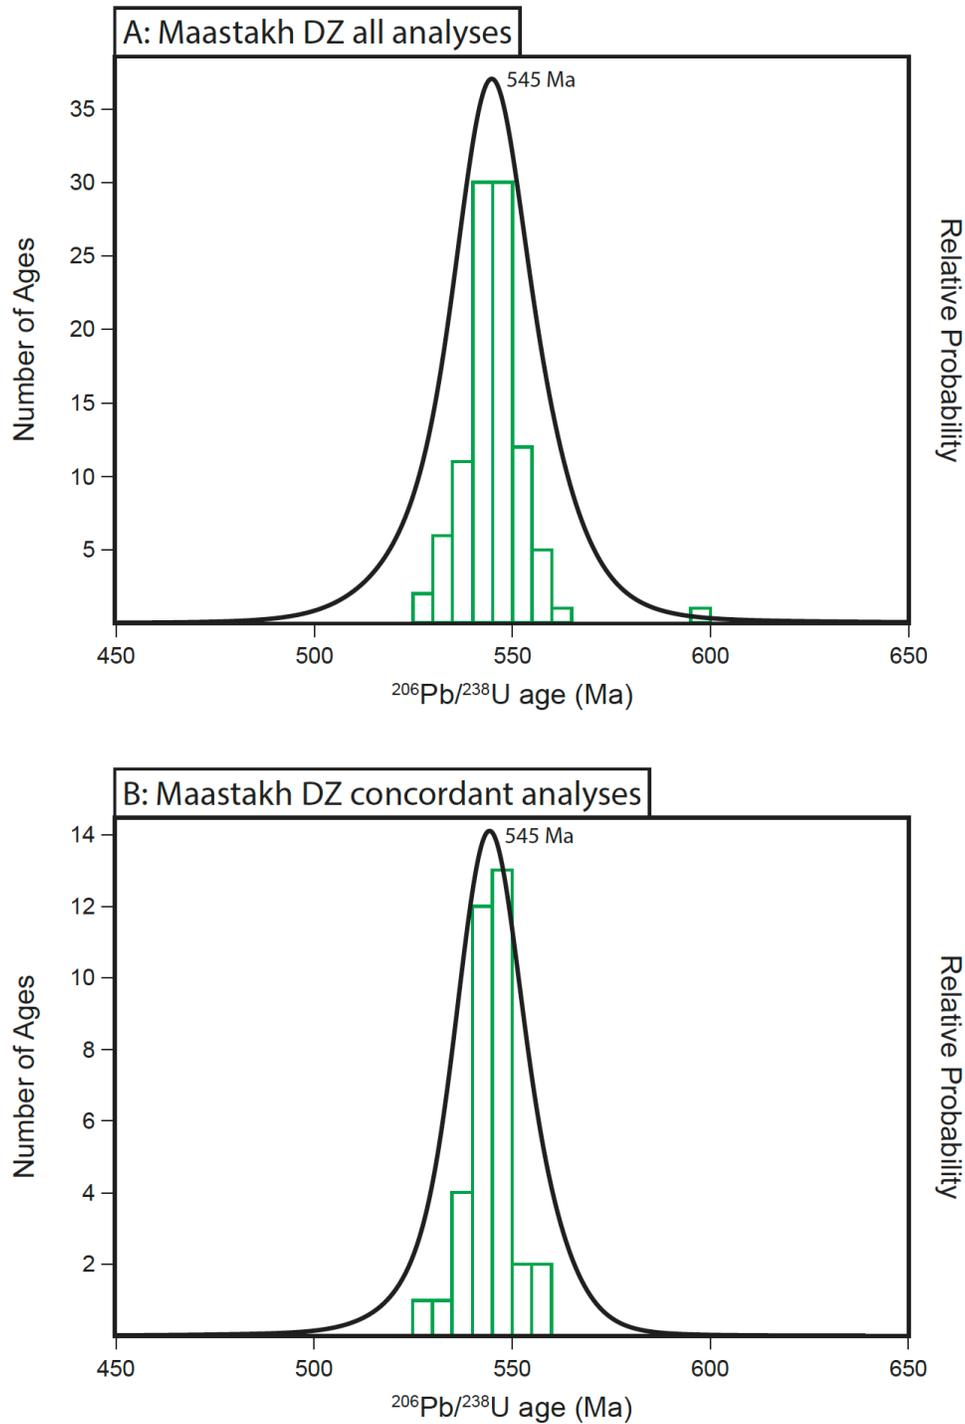 A: Maastakh DZ all analyses
545 Ma
35
30
25
20
15
10
5
Number of Ages
Relative Probability
450 500 550 600 650
²⁰⁶Pb/²³⁸U age (Ma)
B: Maastakh DZ concordant analyses
545 Ma
14
12
10
8
6
4
2
Number of Ages
Relative Probability
450 500 550 600 650
²⁰⁶Pb/²³⁸U age (Ma)